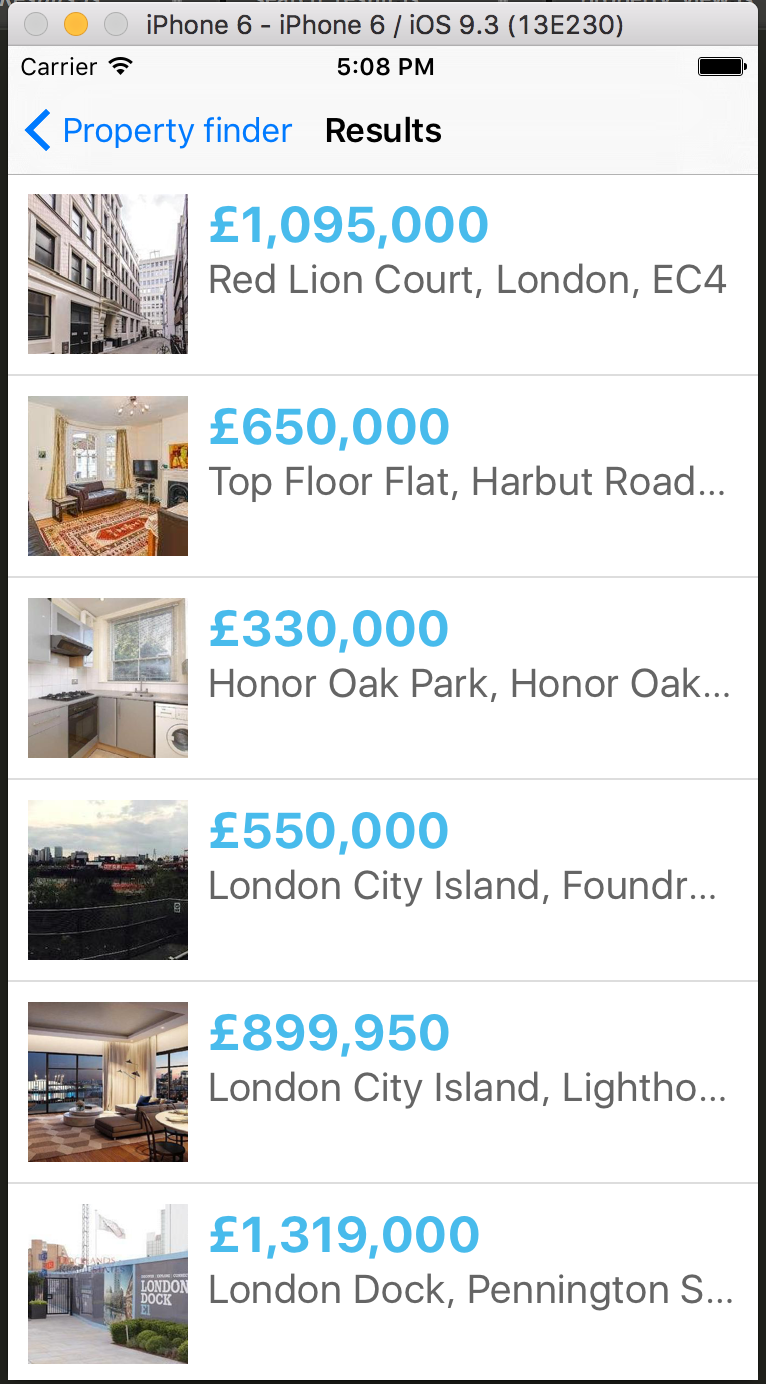 iPhone 6 - iPhone 6 / iOS 9.3 (13E230)
Carrier 5:08 PM
Property finder Results
£1,095,000
Red Lion Court, London, EC4
£650,000
Top Floor Flat, Harbut Road...
£330,000
Honor Oak Park, Honor Oak...
£550,000
London City Island, Foundr...
£899,950
London City Island, Lightho...
£1,319,000
London Dock, Pennington S...
LONDON
DOCK
E1